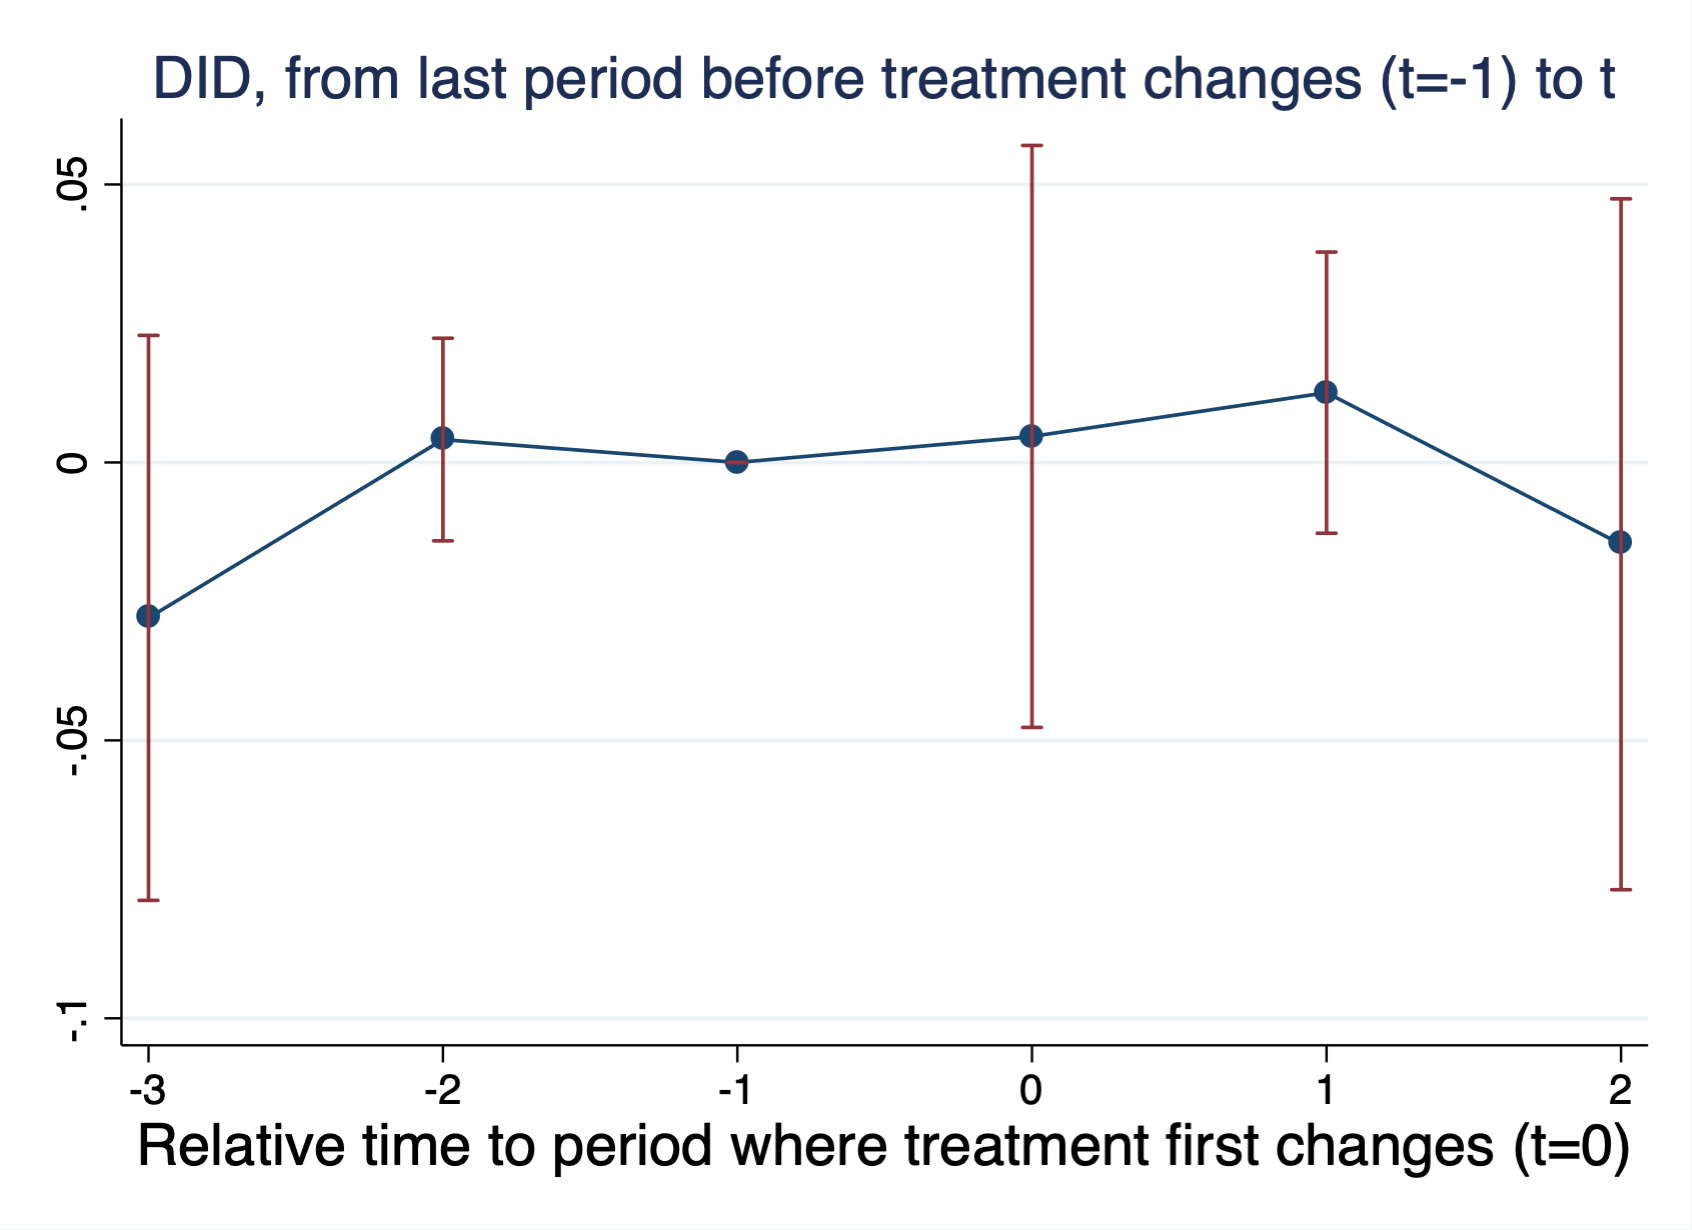 DID, from last period before treatment changes (t=-1) to t
.05
0
-.05
-.1
-3 -2 -1 0 1 2
Relative time to period where treatment first changes (t=0)